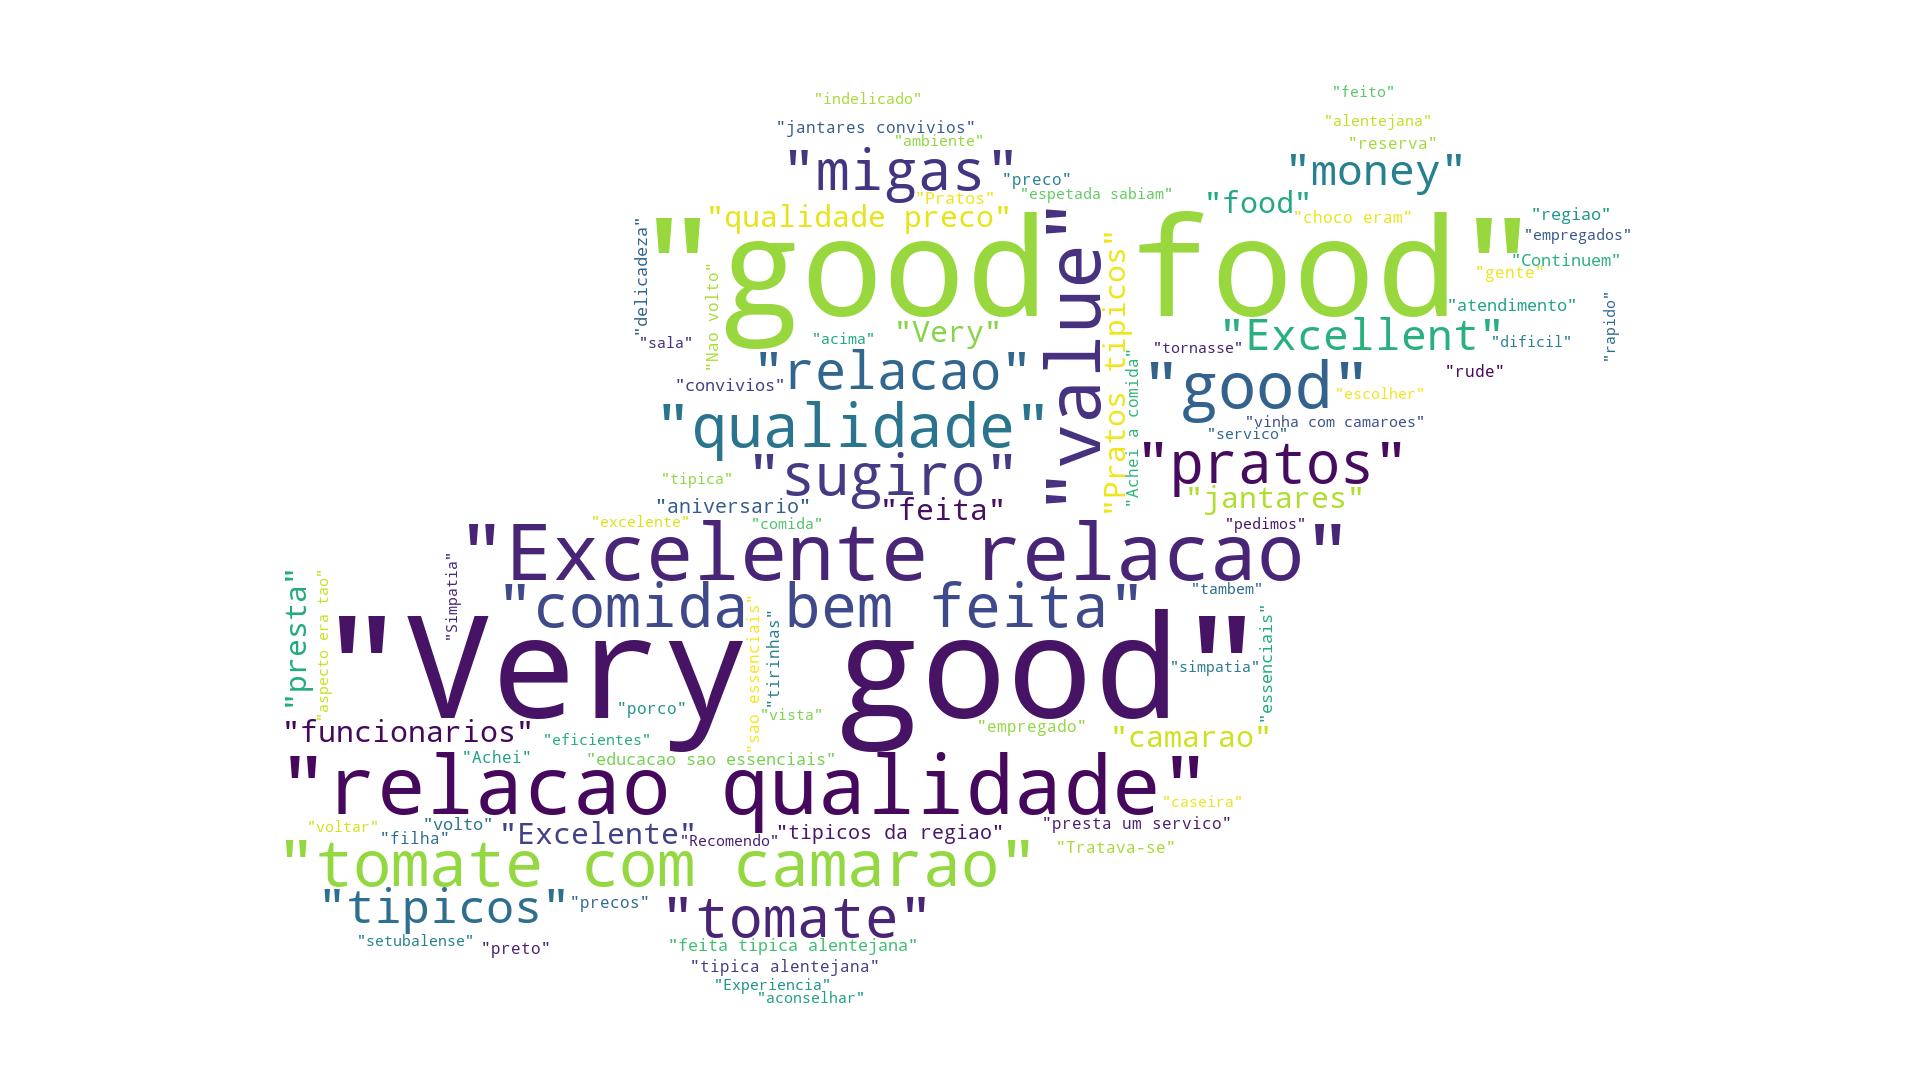 "feito"
"indelicado"
"alentejana"
"jantares convivios"
"ambiente"
"reserva"
"migas"
"money"
"preco"
"espetada sabiam"
"Pratos"
"food"
"qualidade preco"
"choco eram"
"regiao"
"empregados"
"good food"
"value"
"Pratos tipicos"
"delicadeza"
"Continuem"
"gente"
"Nao volto"
"atendimento"
"rapido"
"Very"
"acima"
"sala"
"Excellent"
"dificil"
"tornasse"
"relacao"
"convivios"
"rude"
"good"
"escolher"
"Achei a comida"
"vinha com camaroes"
"servico"
"qualidade"
"pratos"
"sugiro"
"tipica"
"jantares"
"aniversario"
"feita"
"excelente"
"comida"
"pedimos"
"Excelente relacao"
"Simpatia"
"tambem"
"comida bem feita"
"presta"
"aspecto era tao"
"sao essenciais"
"tirinhas"
"essenciais"
"Very good"
"simpatia"
"porco"
"vista"
"empregado"
"funcionarios"
"eficientes"
"camarao"
"Achei"
"educacao sao essenciais"
"relacao qualidade"
"caseira"
"voltar"
"volto"
"presta um servico"
"filha"
"Excelente"
"Recomendo"
"tipicos da regiao"
"Tratava-se"
"tomate com camarao"
"tipicos"
"precos"
"tomate"
"setubalense"
"preto"
"feita tipica alentejana"
"tipica alentejana"
"Experiencia"
"aconselhar"